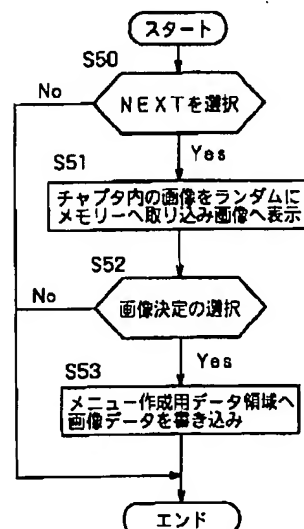 スタート
S50
No
NEXTを選択
Yes
S51
チャプタ内の画像をランダムに
メモリーへ取り込み画像へ表示
S52
No
画像決定の選択
Yes
S53
メニュー作成用データ領域へ
画像データを書き込み
エンド